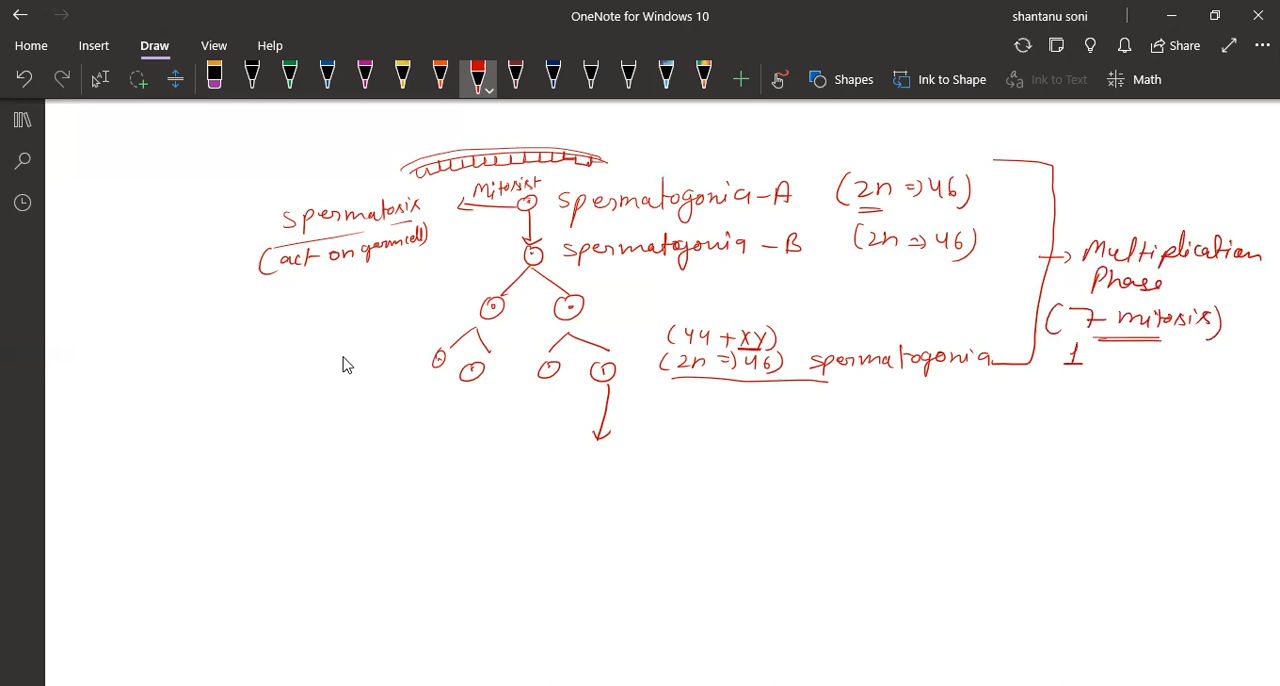 OneNote for Windows 10
shantanu soni
Home Insert Draw View Help
Share
Shapes
Ink to Shape
Ink to Text
Math
Mitosist
spermatosis
(act on germcell)
spermatogonia-A (2n => 46)
spermatogonia-B (2n => 46)
(44 + XY)
(2n => 46) spermatogonia
Multiplication
Phase
(7 mitosis)
1